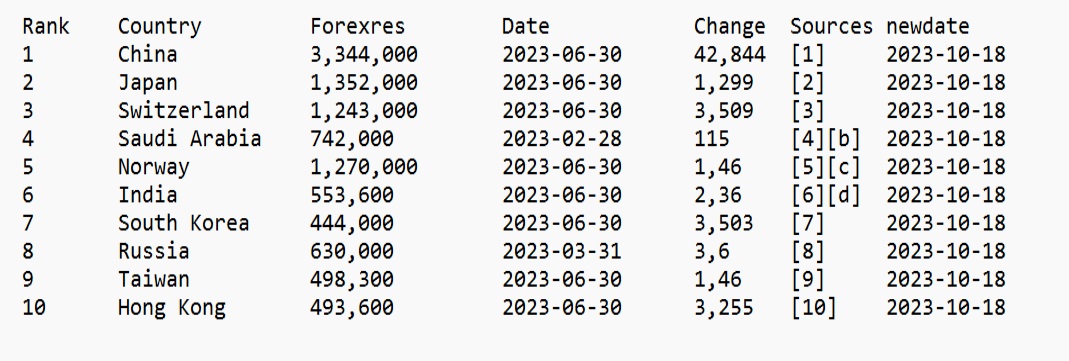 Rank Country Forexres Date Change Sources newdate
1 China 3,344,000 2023-06-30 42,844 [1] 2023-10-18
2 Japan 1,352,000 2023-06-30 1,299 [2] 2023-10-18
3 Switzerland 1,243,000 2023-06-30 3,509 [3] 2023-10-18
4 Saudi Arabia 742,000 2023-02-28 115 [4][b] 2023-10-18
5 Norway 1,270,000 2023-06-30 1,46 [5][c] 2023-10-18
6 India 553,600 2023-06-30 2,36 [6][d] 2023-10-18
7 South Korea 444,000 2023-06-30 3,503 [7] 2023-10-18
8 Russia 630,000 2023-03-31 3,6 [8] 2023-10-18
9 Taiwan 498,300 2023-06-30 1,46 [9] 2023-10-18
10 Hong Kong 493,600 2023-06-30 3,255 [10] 2023-10-18